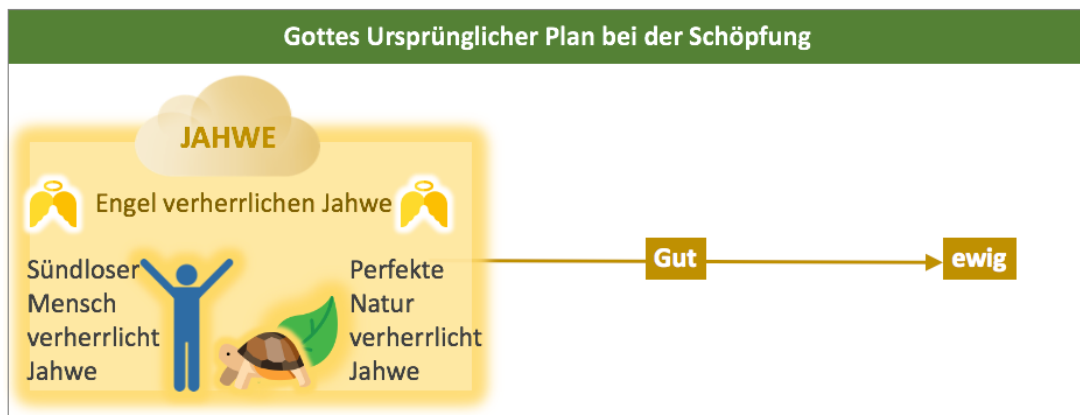 Gottes Ursprünglicher Plan bei der Schöpfung
JAHWE
Engel verherrlichen Jahwe
Sündloser
Mensch
verherrlicht
Jahwe
Perfekte
Natur
verherrlicht
Jahwe
Gut
ewig